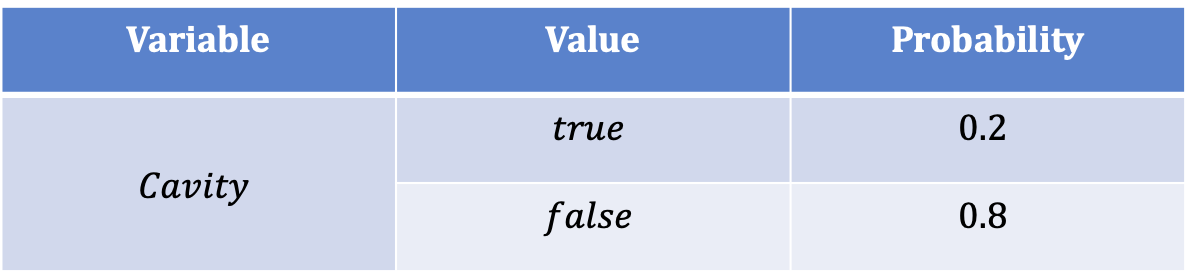 Variable Value Probability
true 0.2
Cavity
false 0.8